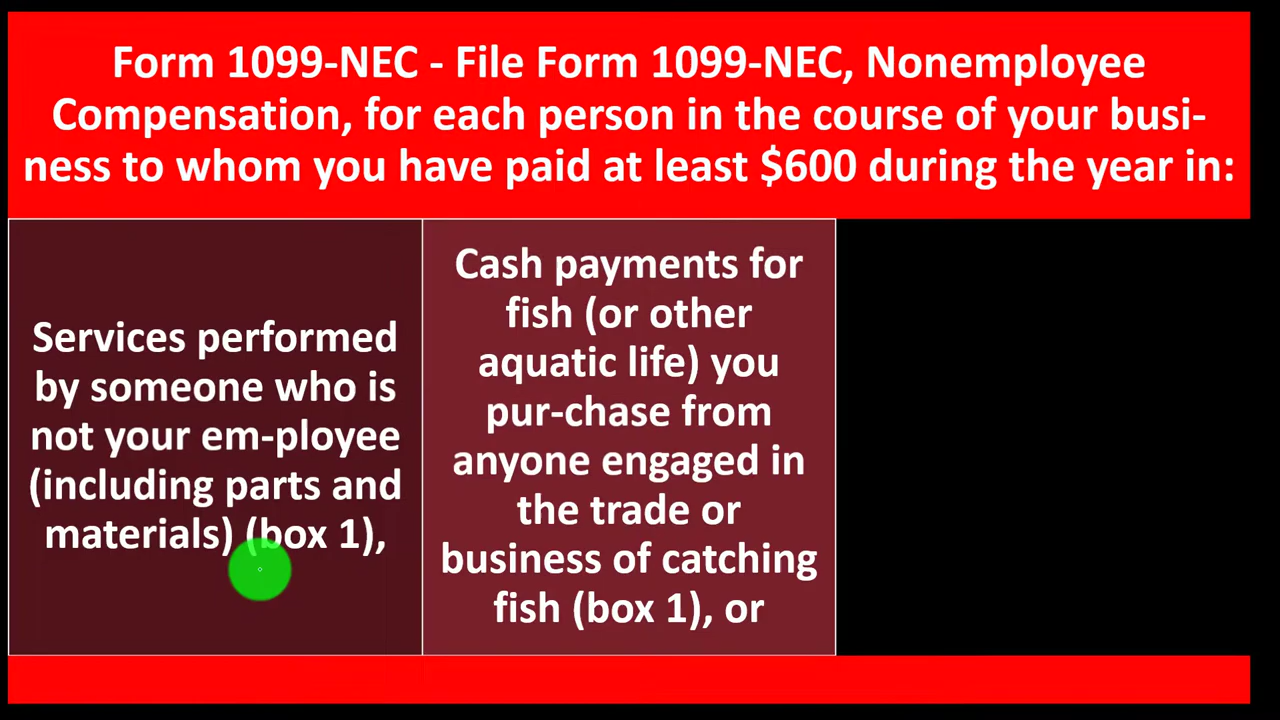 Form 1099-NEC - File Form 1099-NEC, Nonemployee
Compensation, for each person in the course of your busi-
ness to whom you have paid at least $600 during the year in:
Services performed
by someone who is
not your em-ployee
(including parts and
materials) (box 1),
Cash payments for
fish (or other
aquatic life) you
pur-chase from
anyone engaged in
the trade or
business of catching
fish (box 1), or